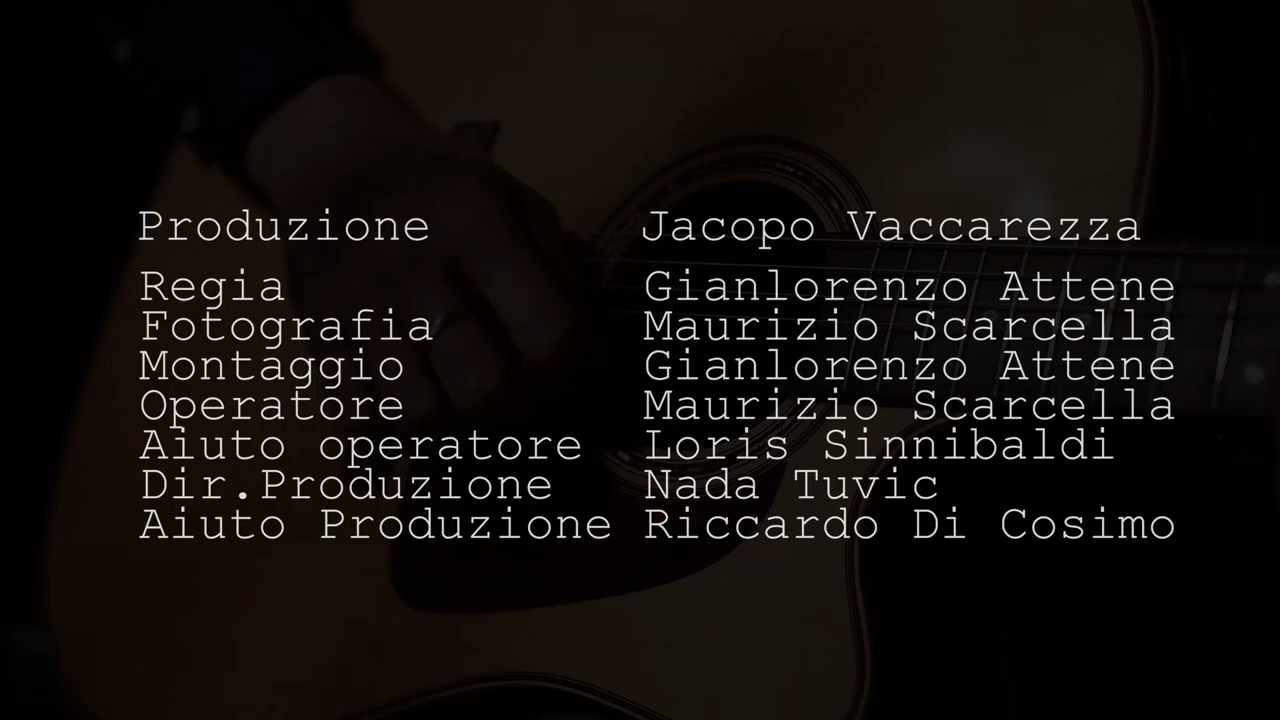 Produzione Jacopo Vaccarezza
Regia Gianlorenzo Attene
Fotografia Maurizio Scarcella
Montaggio Gianlorenzo Attene
Operatore Maurizio Scarcella
Aiuto operatore Loris Sinnibaldi
Dir.Produzione Nada Tuvic
Aiuto Produzione Riccardo Di Cosimo